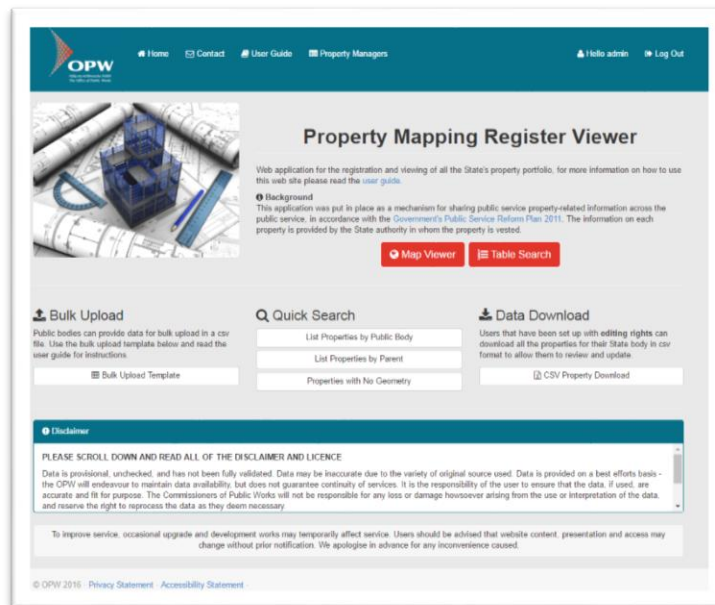 OPW
The Office of Public Works
Home
Contact
User Guide
Property Managers
Hello admin
Log Out
Property Mapping Register Viewer
Web application for the registration and viewing of all the State's property portfolio, for more information on how to use
this web site please read the user guide.
Background
This application was put in place as a mechanism for sharing public service property-related information across the
public service, in accordance with the Government's Public Service Reform Plan 2011. The information on each
property is provided by the State authority in whom the property is vested.
Map Viewer
Table Search
Bulk Upload
Public bodies can provide data for bulk upload in a csv
file. Use the bulk upload template below and read the
user guide for instructions.
Bulk Upload Template
Quick Search
List Properties by Public Body
List Properties by Parent
Properties with No Geometry
Data Download
Users that have been set up with editing rights can
download all the properties for their State body in csv
format to allow them to review and update.
CSV Property Download
Disclaimer
PLEASE SCROLL DOWN AND READ ALL OF THE DISCLAIMER AND LICENCE
Data is provisional, unchecked, and has not been fully validated. Data may be inaccurate due to the variety of original source used. Data is provided on a best efforts basis -
the OPW will endeavour to maintain data availability, but does not guarantee continuity of services. It is the responsibility of the user to ensure that the data, if used, are
accurate and fit for purpose. The Commissioners of Public Works will not be responsible for any loss or damage howsoever arising from the use or interpretation of the data,
and reserve the right to reprocess the data as they deem necessary
To improve service, occasional upgrade and development works may temporarily affect service. Users should be advised that website content, presentation and access may
change without prior notification. We apologise in advance for any inconvenience caused.
© OPW 2016 · Privacy Statement · Accessibility Statement ·